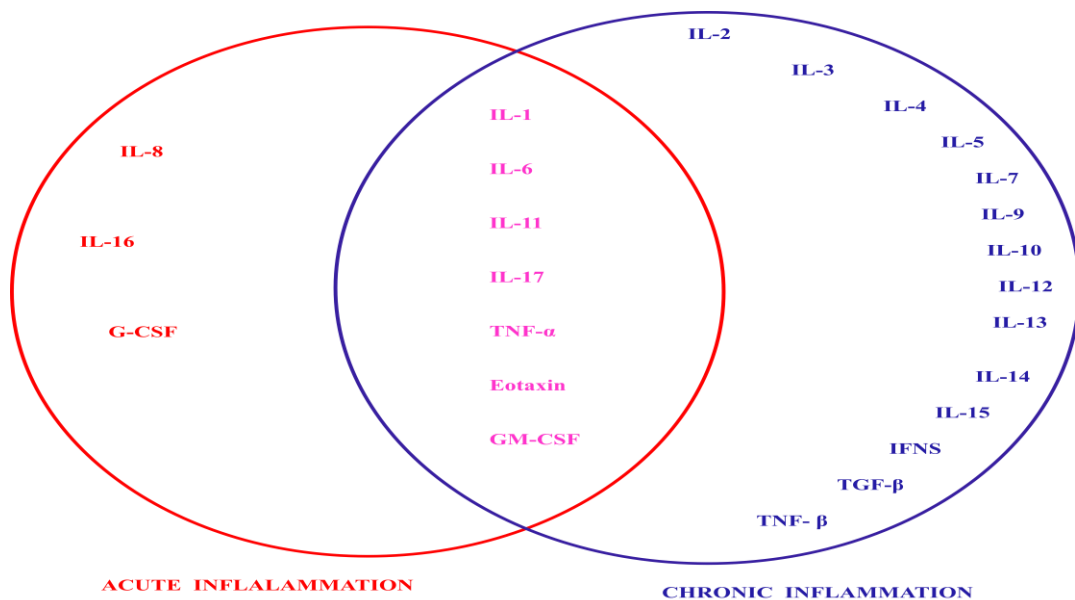 IL-8
IL-16
G-CSF
IL-1
IL-6
IL-11
IL-17
TNF-α
Eotaxin
GM-CSF
IL-2
IL-3
IL-4
IL-5
IL-7
IL-9
IL-10
IL-12
IL-13
IL-14
IL-15
IFNS
TGF-β
TNF- β
ACUTE INFLALAMMATION
CHRONIC INFLAMMATION